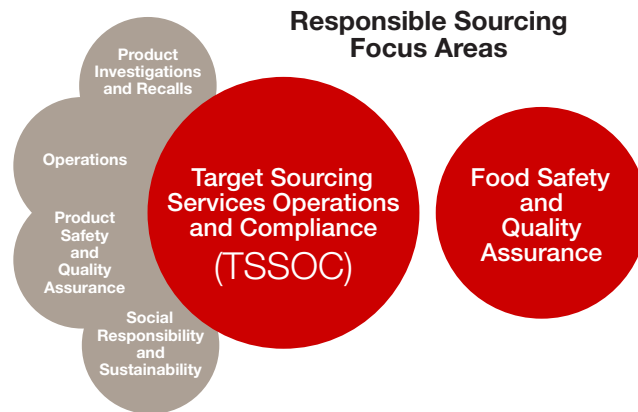 Responsible Sourcing
Focus Areas
Product
Investigations
and Recalls
Operations
Product
Safety
and
Quality
Assurance
Social
Responsibility
and
Sustainability
Target Sourcing
Services Operations
and Compliance
(TSSOC)
Food Safety
and
Quality
Assurance